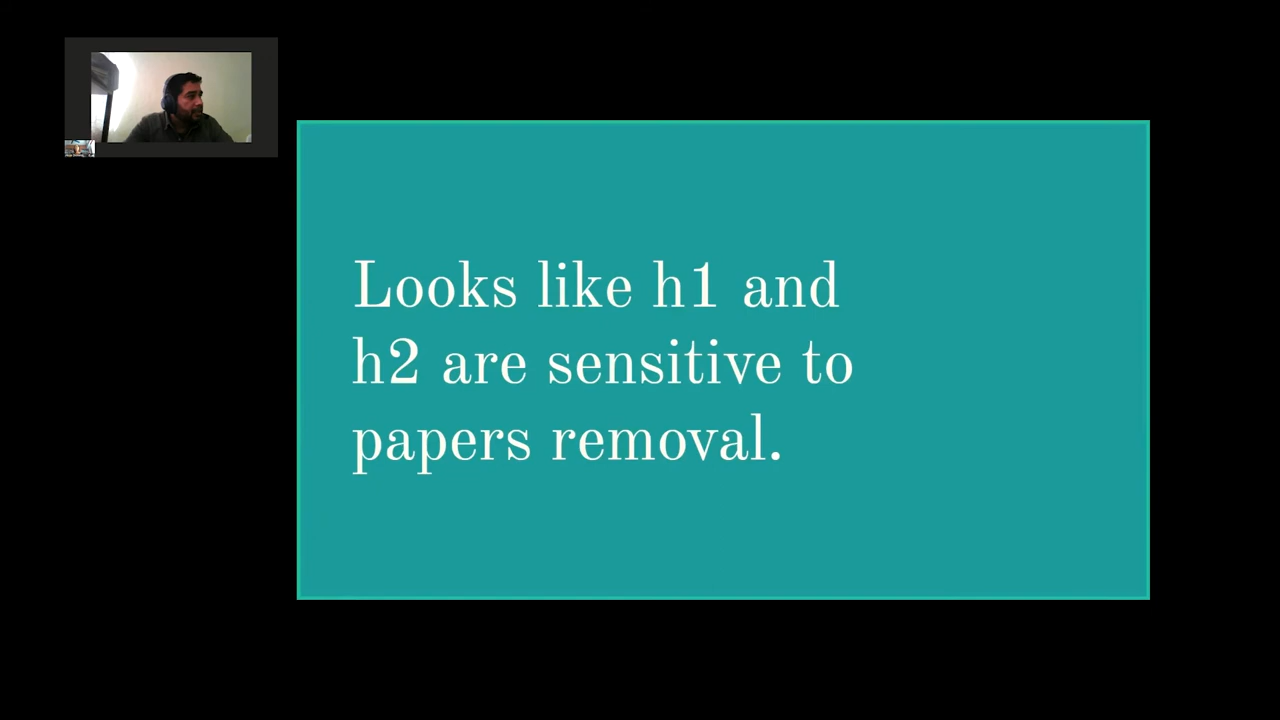 Looks like h1 and
h2 are sensitive to
papers removal.